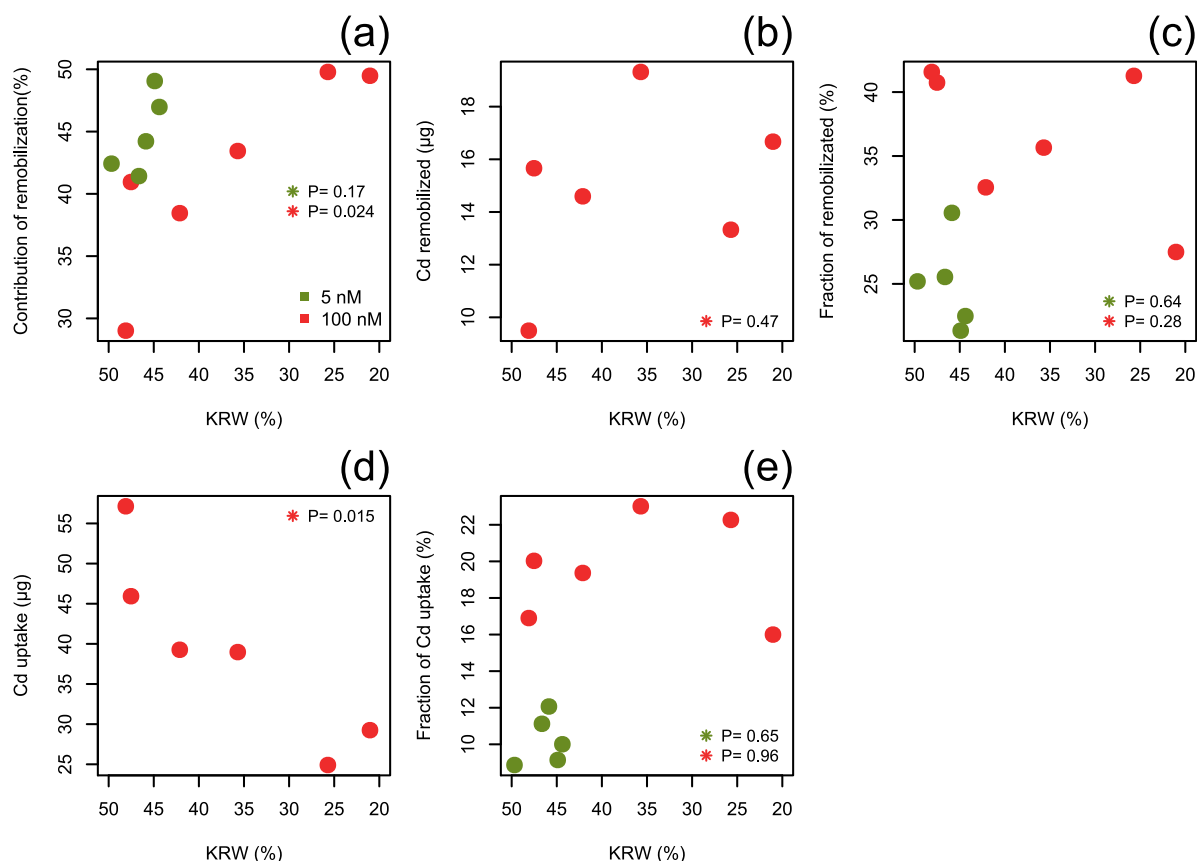 (a)
Contribution of remobilization(%)
50
45
40
35
30
✳ P= 0.17
✳ P= 0.024
5 nM
100 nM
50 45 40 35 30 25 20
KRW (%)
(b)
Cd remobilized (µg)
18
16
14
12
10
✳ P= 0.47
50 45 40 35 30 25 20
KRW (%)
(c)
Fraction of remobilizated (%)
40
35
30
25
✳ P= 0.64
✳ P= 0.28
50 45 40 35 30 25 20
KRW (%)
(d)
Cd uptake (µg)
55
50
45
40
35
30
25
✳ P= 0.015
50 45 40 35 30 25 20
KRW (%)
(e)
Fraction of Cd uptake (%)
22
20
18
16
14
12
10
✳ P= 0.65
✳ P= 0.96
50 45 40 35 30 25 20
KRW (%)